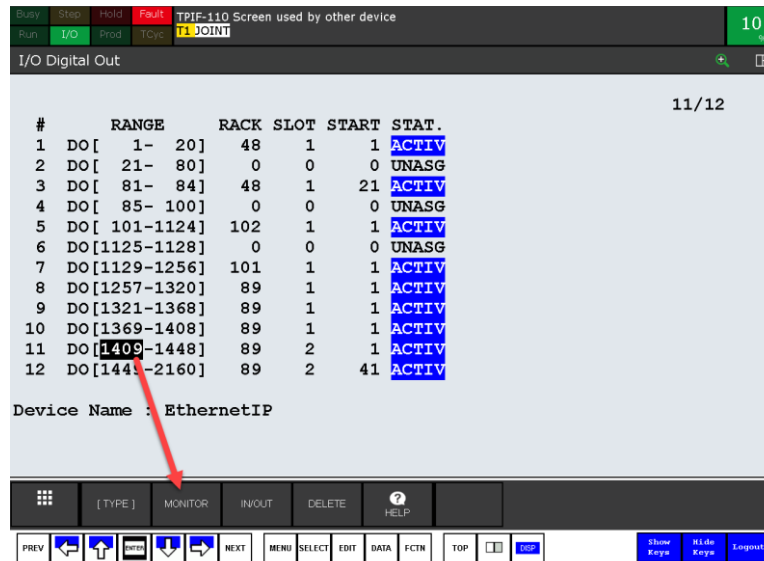 Busy Step Hold Fault TPIF-110 Screen used by other device
Run I/O Prod TCyc T1 JOINT
10
%
I/O Digital Out
11/12
# RANGE RACK SLOT START STAT.
1 DO[ 1- 20] 48 1 1 ACTIV
2 DO[ 21- 80] 0 0 0 UNASG
3 DO[ 81- 84] 48 1 21 ACTIV
4 DO[ 85- 100] 0 0 0 UNASG
5 DO[ 101-1124] 102 1 1 ACTIV
6 DO[1125-1128] 0 0 0 UNASG
7 DO[1129-1256] 101 1 1 ACTIV
8 DO[1257-1320] 89 1 1 ACTIV
9 DO[1321-1368] 89 1 1 ACTIV
10 DO[1369-1408] 89 1 1 ACTIV
11 DO[1409-1448] 89 2 1 ACTIV
12 DO[1449-2160] 89 2 41 ACTIV
Device Name : EthernetIP
[ TYPE ] MONITOR IN/OUT DELETE HELP
PREV ENTER NEXT MENU SELECT EDIT DATA FCTN TOP DISP Show Keys Hide Keys Logout